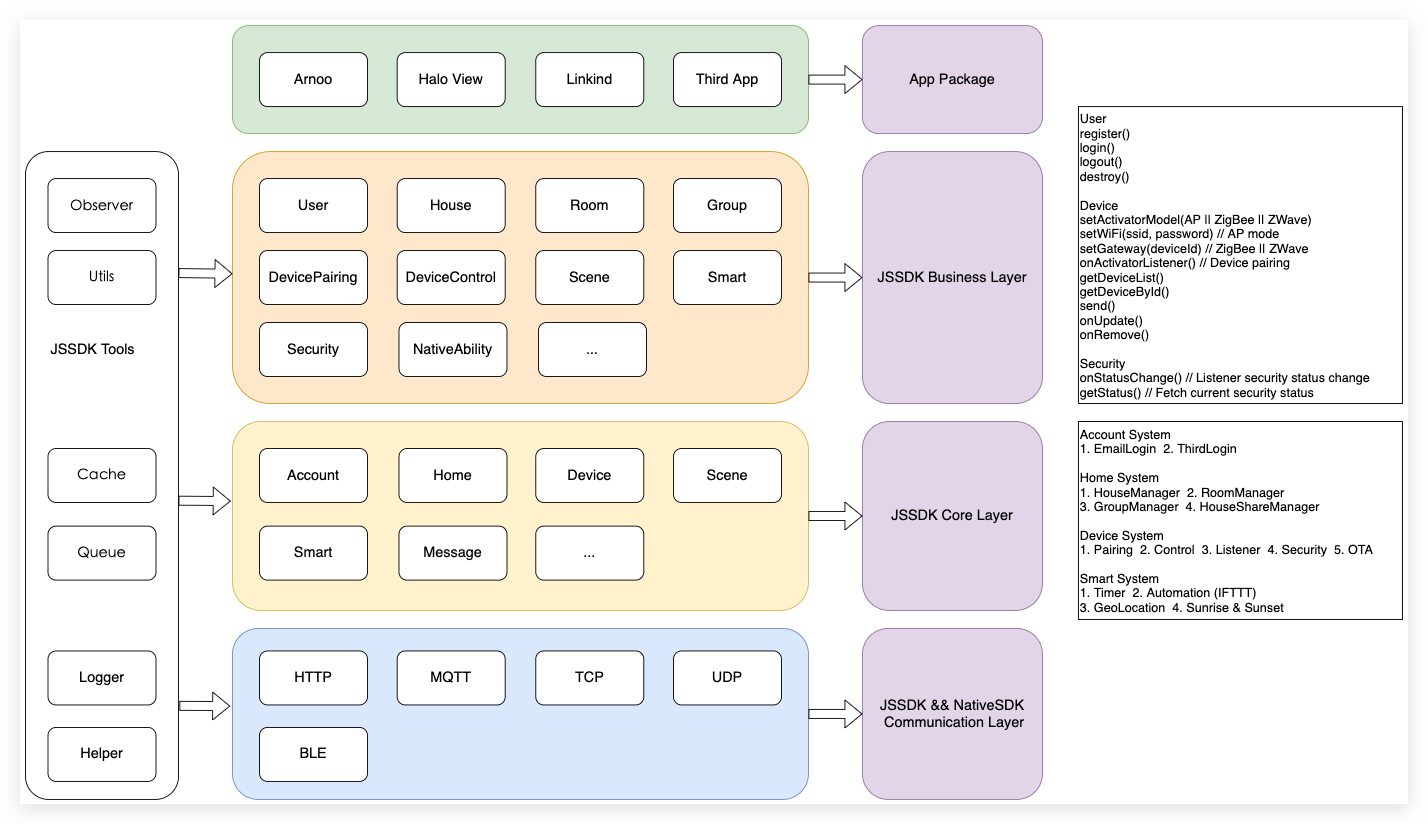 Arnoo
Halo View
Linkind
Third App
App Package
Observer
Utils
JSSDK Tools
Cache
Queue
Logger
Helper
User
House
Room
Group
DevicePairing
DeviceControl
Scene
Smart
Security
NativeAbility
...
JSSDK Business Layer
Account
Home
Device
Scene
Smart
Message
...
JSSDK Core Layer
HTTP
MQTT
TCP
UDP
BLE
JSSDK && NativeSDK
Communication Layer
User
register()
login()
logout()
destroy()
Device
setActivatorModel(AP || ZigBee || ZWave)
setWiFi(ssid, password) // AP mode
setGateway(deviceId) // ZigBee || ZWave
onActivatorListener() // Device pairing
getDeviceList()
getDeviceById()
send()
onUpdate()
onRemove()
Security
onStatusChange() // Listener security status change
getStatus() // Fetch current security status
Account System
1. EmailLogin 2. ThirdLogin
Home System
1. HouseManager 2. RoomManager
3. GroupManager 4. HouseShareManager
Device System
1. Pairing 2. Control 3. Listener 4. Security 5. OTA
Smart System
1. Timer 2. Automation (IFTTT)
3. GeoLocation 4. Sunrise & Sunset